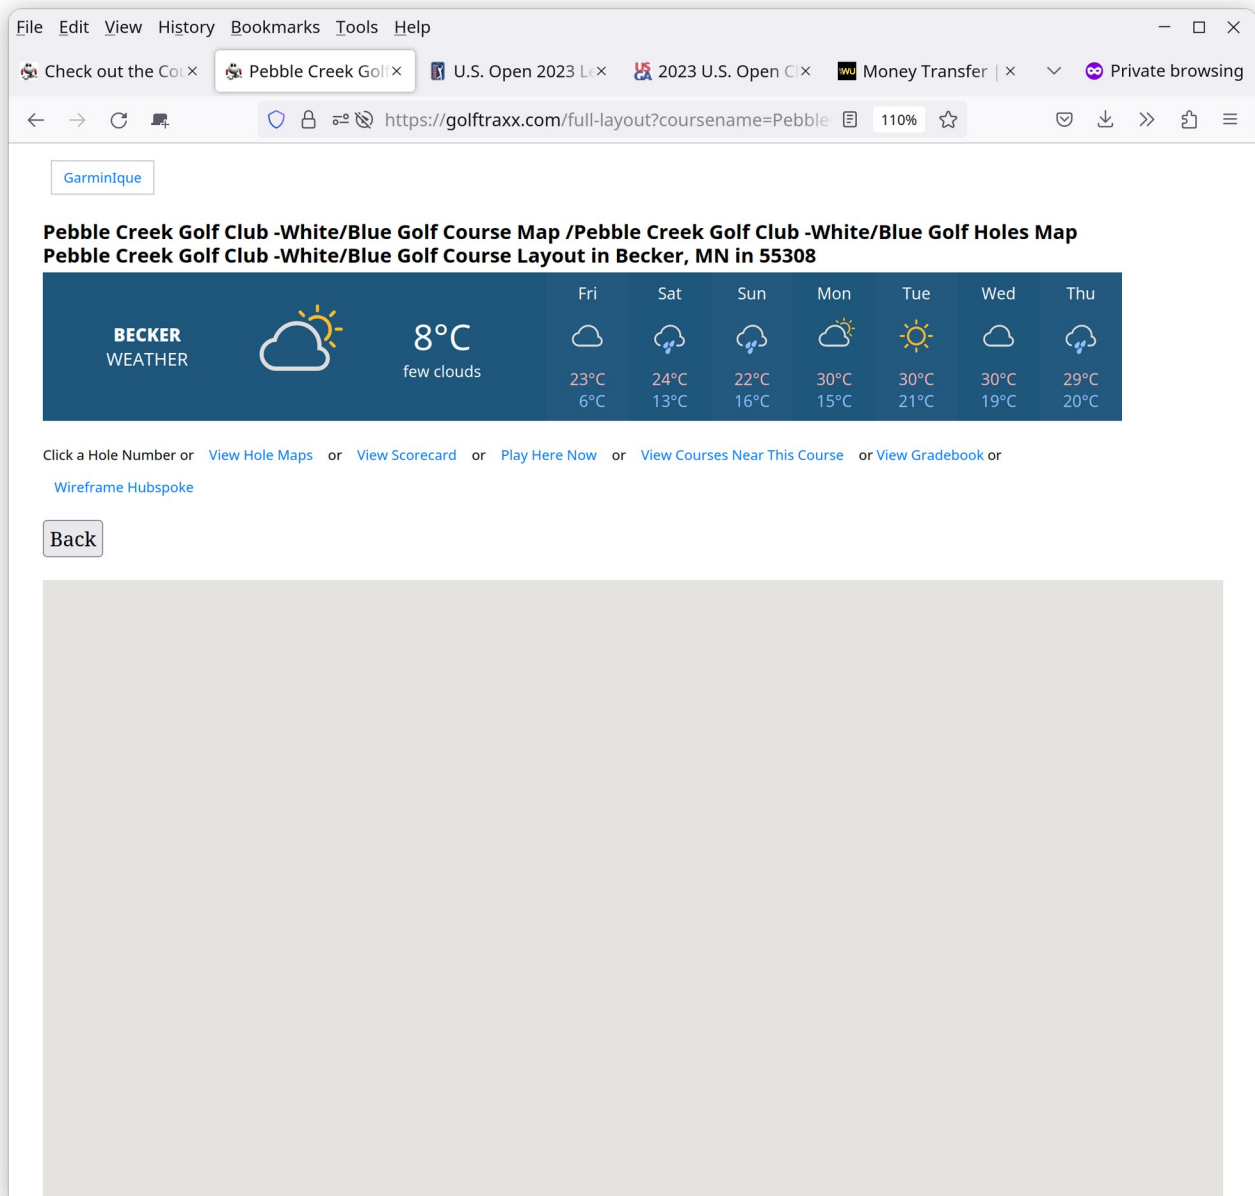 File Edit View History Bookmarks Tools Help
Check out the Cou Pebble Creek Golf U.S. Open 2023 Le 2023 U.S. Open Cl Money Transfer | Private browsing
https://golftraxx.com/full-layout?coursename=Pebble 110%
GarminIque
Pebble Creek Golf Club -White/Blue Golf Course Map /Pebble Creek Golf Club -White/Blue Golf Holes Map
Pebble Creek Golf Club -White/Blue Golf Course Layout in Becker, MN in 55308
Fri Sat Sun Mon Tue Wed Thu
BECKER
WEATHER
8°C
few clouds
23°C 24°C 22°C 30°C 30°C 30°C 29°C
6°C 13°C 16°C 15°C 21°C 19°C 20°C
Click a Hole Number or View Hole Maps or View Scorecard or Play Here Now or View Courses Near This Course or View Gradebook or
Wireframe Hubspoke
Back